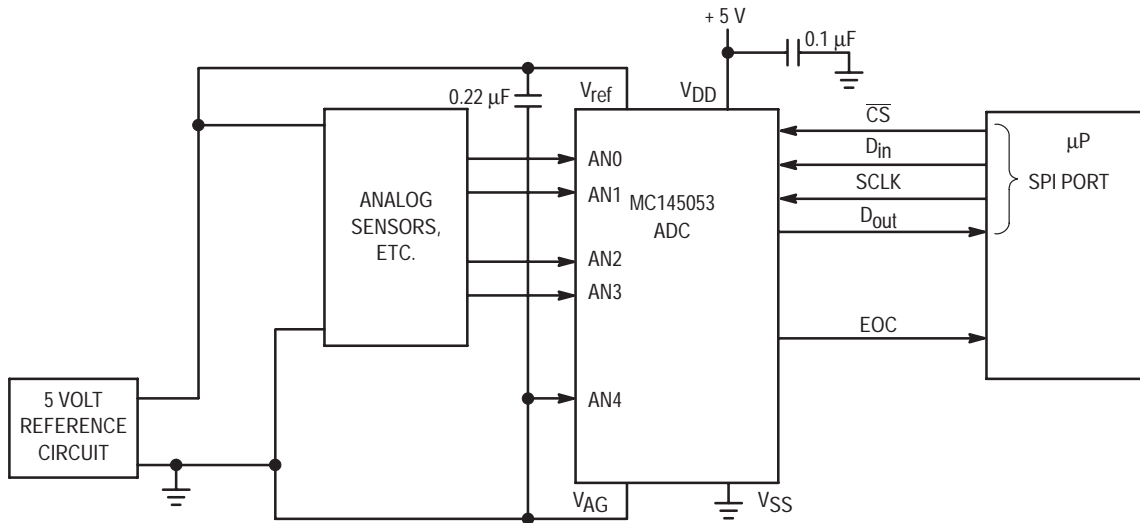 + 5 V
0.1 µF
0.22 µF
Vref
VDD
ANALOG
SENSORS,
ETC.
AN0
AN1
AN2
AN3
AN4
MC145053
ADC
CS
Din
SCLK
Dout
EOC
µP
SPI PORT
5 VOLT
REFERENCE
CIRCUIT
VAG
VSS